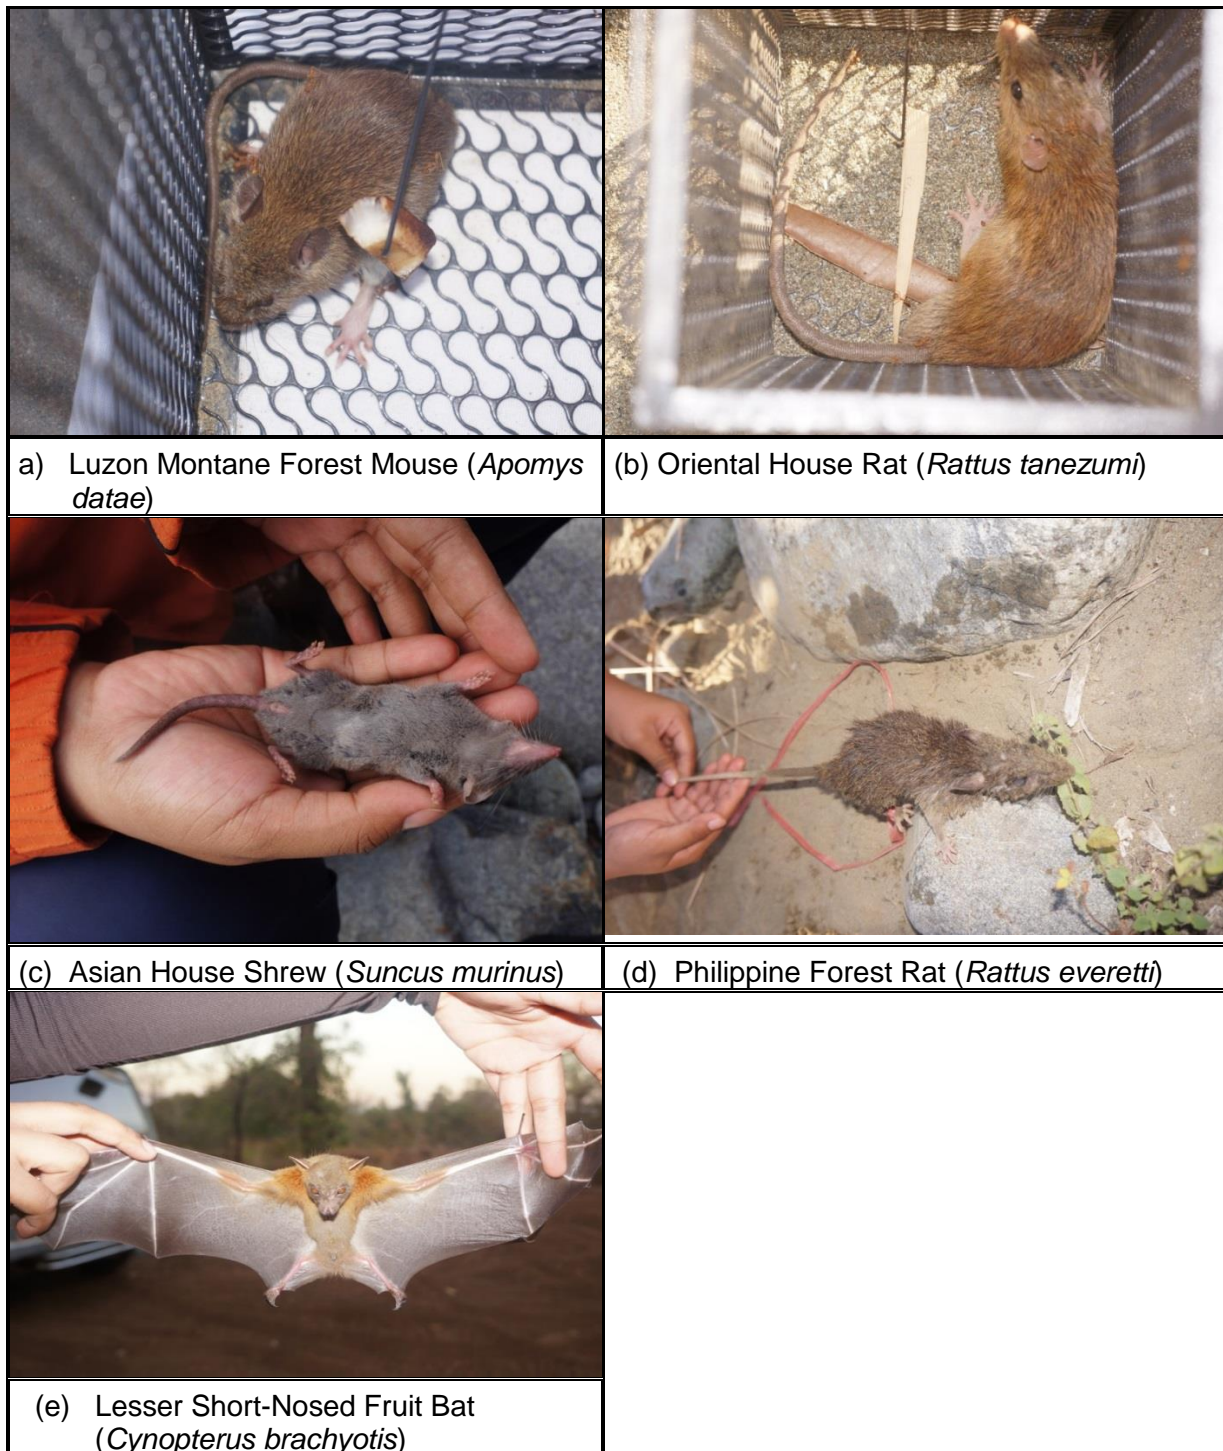 a) Luzon Montane Forest Mouse (Apomys
datae)
(b) Oriental House Rat (Rattus tanezumi)
(c) Asian House Shrew (Suncus murinus)
(d) Philippine Forest Rat (Rattus everetti)
(e) Lesser Short-Nosed Fruit Bat
(Cynopterus brachyotis)